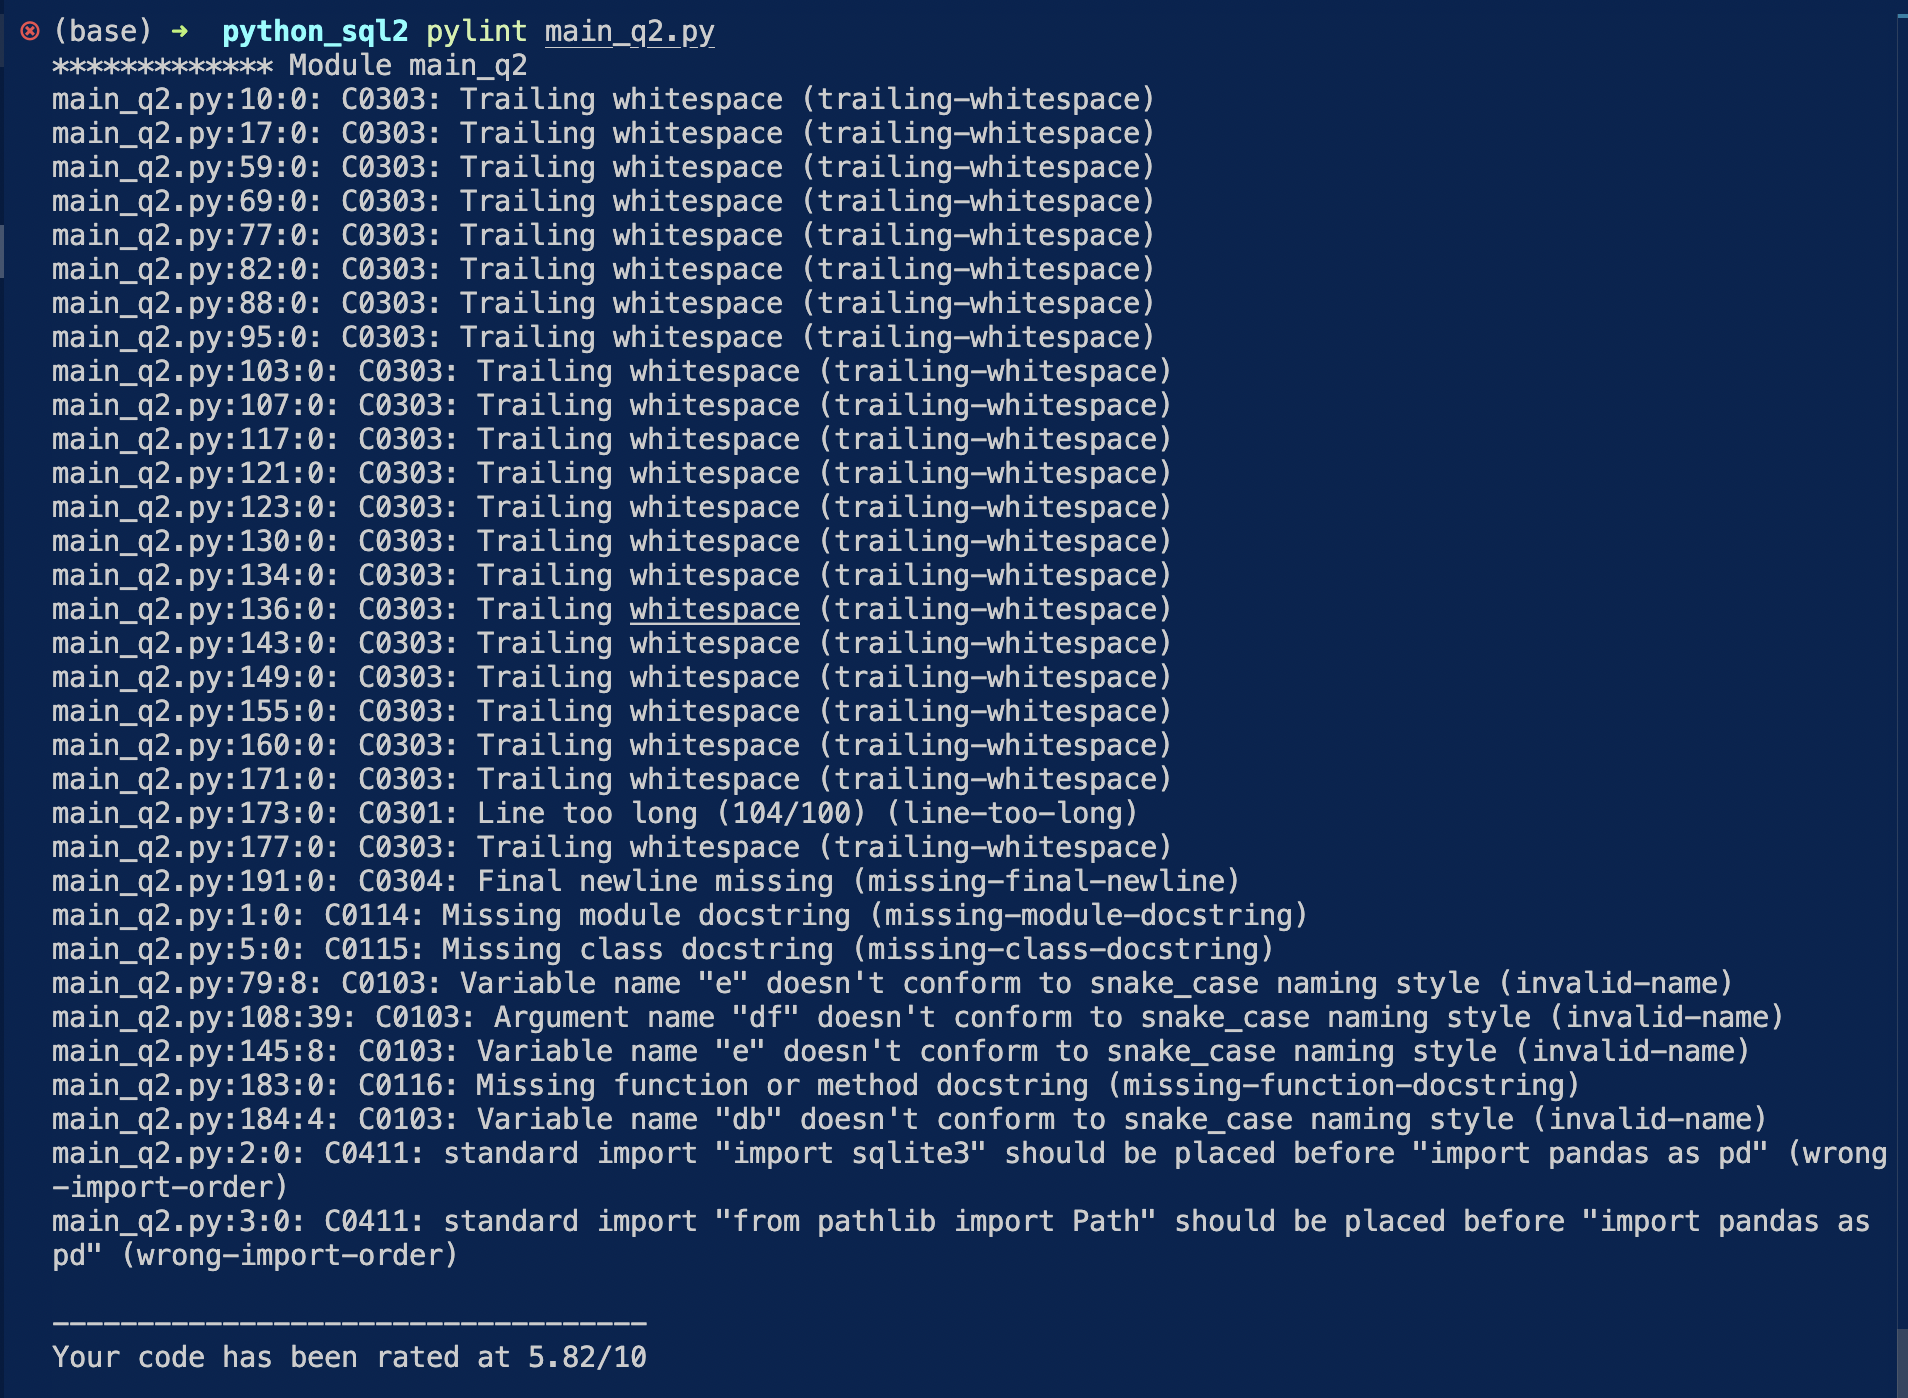 (base) ➜ python_sql2 pylint main_q2.py
************* Module main_q2
main_q2.py:10:0: C0303: Trailing whitespace (trailing-whitespace)
main_q2.py:17:0: C0303: Trailing whitespace (trailing-whitespace)
main_q2.py:59:0: C0303: Trailing whitespace (trailing-whitespace)
main_q2.py:69:0: C0303: Trailing whitespace (trailing-whitespace)
main_q2.py:77:0: C0303: Trailing whitespace (trailing-whitespace)
main_q2.py:82:0: C0303: Trailing whitespace (trailing-whitespace)
main_q2.py:88:0: C0303: Trailing whitespace (trailing-whitespace)
main_q2.py:95:0: C0303: Trailing whitespace (trailing-whitespace)
main_q2.py:103:0: C0303: Trailing whitespace (trailing-whitespace)
main_q2.py:107:0: C0303: Trailing whitespace (trailing-whitespace)
main_q2.py:117:0: C0303: Trailing whitespace (trailing-whitespace)
main_q2.py:121:0: C0303: Trailing whitespace (trailing-whitespace)
main_q2.py:123:0: C0303: Trailing whitespace (trailing-whitespace)
main_q2.py:130:0: C0303: Trailing whitespace (trailing-whitespace)
main_q2.py:134:0: C0303: Trailing whitespace (trailing-whitespace)
main_q2.py:136:0: C0303: Trailing whitespace (trailing-whitespace)
main_q2.py:143:0: C0303: Trailing whitespace (trailing-whitespace)
main_q2.py:149:0: C0303: Trailing whitespace (trailing-whitespace)
main_q2.py:155:0: C0303: Trailing whitespace (trailing-whitespace)
main_q2.py:160:0: C0303: Trailing whitespace (trailing-whitespace)
main_q2.py:171:0: C0303: Trailing whitespace (trailing-whitespace)
main_q2.py:173:0: C0301: Line too long (104/100) (line-too-long)
main_q2.py:177:0: C0303: Trailing whitespace (trailing-whitespace)
main_q2.py:191:0: C0304: Final newline missing (missing-final-newline)
main_q2.py:1:0: C0114: Missing module docstring (missing-module-docstring)
main_q2.py:5:0: C0115: Missing class docstring (missing-class-docstring)
main_q2.py:79:8: C0103: Variable name "e" doesn't conform to snake_case naming style (invalid-name)
main_q2.py:108:39: C0103: Argument name "df" doesn't conform to snake_case naming style (invalid-name)
main_q2.py:145:8: C0103: Variable name "e" doesn't conform to snake_case naming style (invalid-name)
main_q2.py:183:0: C0116: Missing function or method docstring (missing-function-docstring)
main_q2.py:184:4: C0103: Variable name "db" doesn't conform to snake_case naming style (invalid-name)
main_q2.py:2:0: C0411: standard import "import sqlite3" should be placed before "import pandas as pd" (wrong
-import-order)
main_q2.py:3:0: C0411: standard import "from pathlib import Path" should be placed before "import pandas as
pd" (wrong-import-order)
-----------------------------------
Your code has been rated at 5.82/10